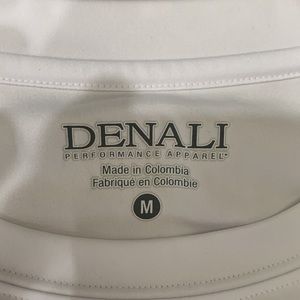 DENALI
PERFORMANCE APPAREL®
Made in Colombia
Fabriqué en Colombie
M